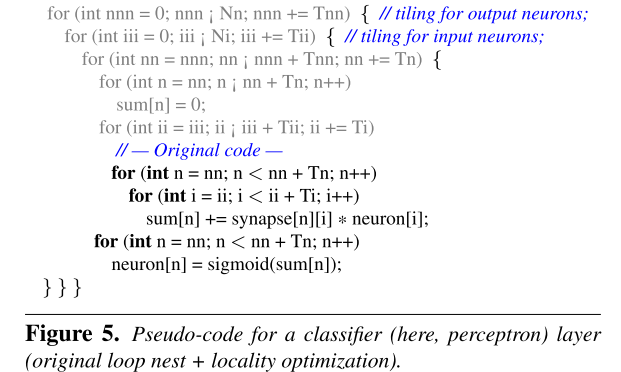 for (int nnn = 0; nnn ¡ Nn; nnn += Tnn) { // tiling for output neurons;
for (int iii = 0; iii ¡ Ni; iii += Tii) { // tiling for input neurons;
for (int nn = nnn; nn ¡ nnn + Tnn; nn += Tn) {
for (int n = nn; n ¡ nn + Tn; n++)
sum[n] = 0;
for (int ii = iii; ii ¡ iii + Tii; ii += Ti)
// — Original code —
for (int n = nn; n < nn + Tn; n++)
for (int i = ii; i < ii + Ti; i++)
sum[n] += synapse[n][i] * neuron[i];
for (int n = nn; n < nn + Tn; n++)
neuron[n] = sigmoid(sum[n]);
} } }
Figure 5. Pseudo-code for a classifier (here, perceptron) layer
(original loop nest + locality optimization).